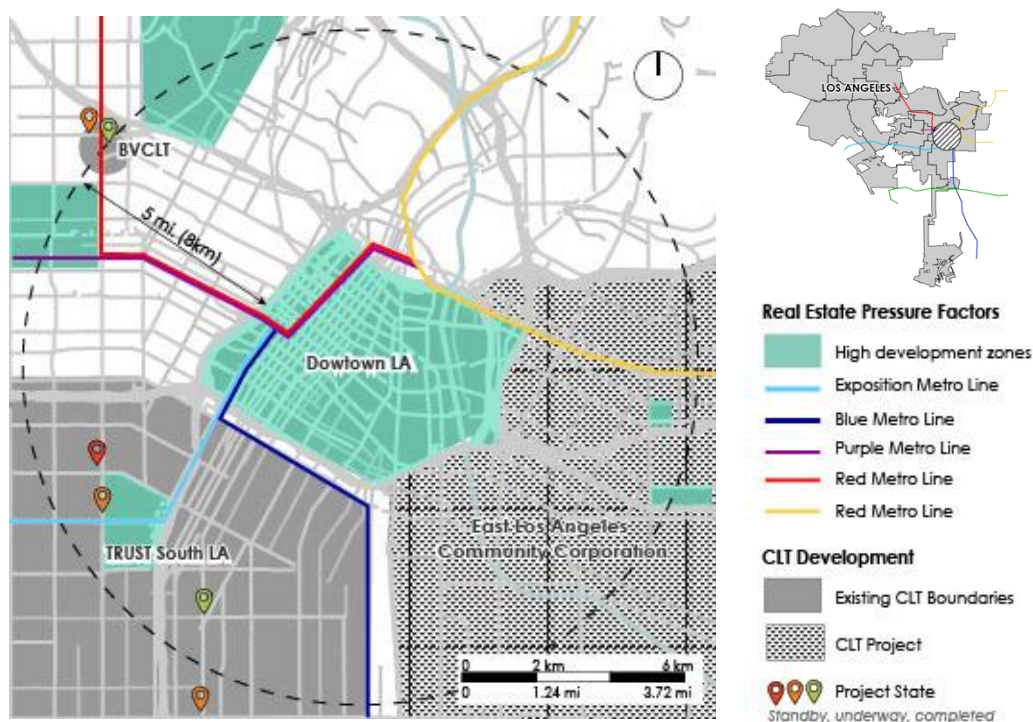 BVCLT
5 mi. (8km)
Dowtown LA
East Los Angeles
Community Corporation
TRUST South LA
0 2 km 6 km
0 1.24 mi 3.72 mi
LOS ANGELES
Real Estate Pressure Factors
High development zones
Exposition Metro Line
Blue Metro Line
Purple Metro Line
Red Metro Line
Red Metro Line
CLT Development
Existing CLT Boundaries
CLT Project
Project State
Standby, underway, completed